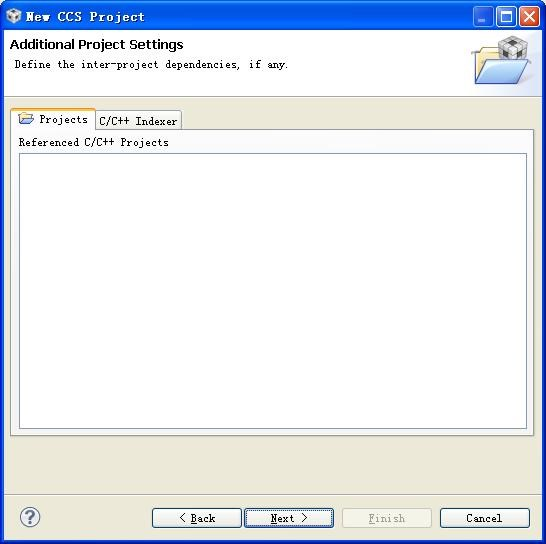 New CCS Project
Additional Project Settings
Define the inter-project dependencies, if any.
Projects
C/C++ Indexer
Referenced C/C++ Projects
?
< Back
Next >
Finish
Cancel